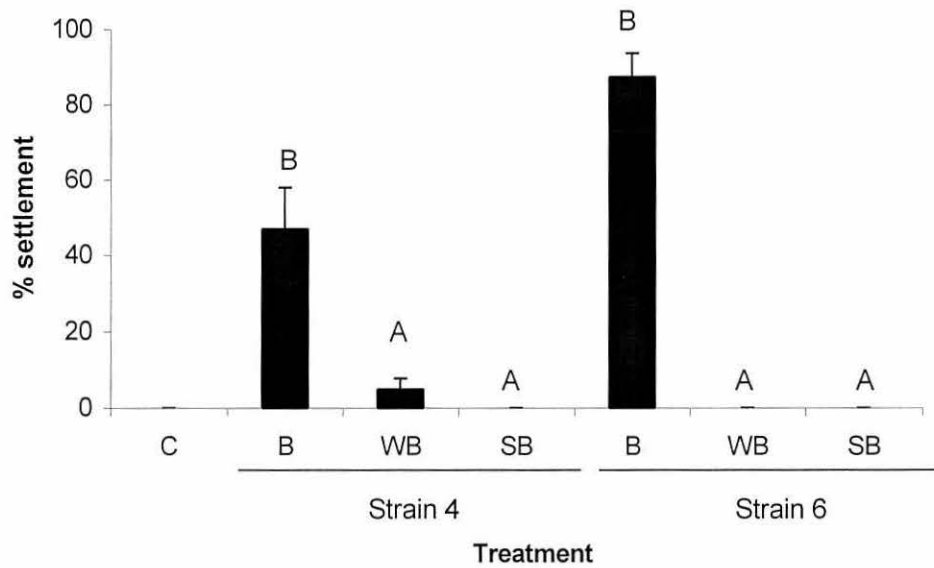 % settlement
100
80
60
40
20
0
B
A
A
B
A
A
C B WB SB B WB SB
Strain 4 Strain 6
Treatment